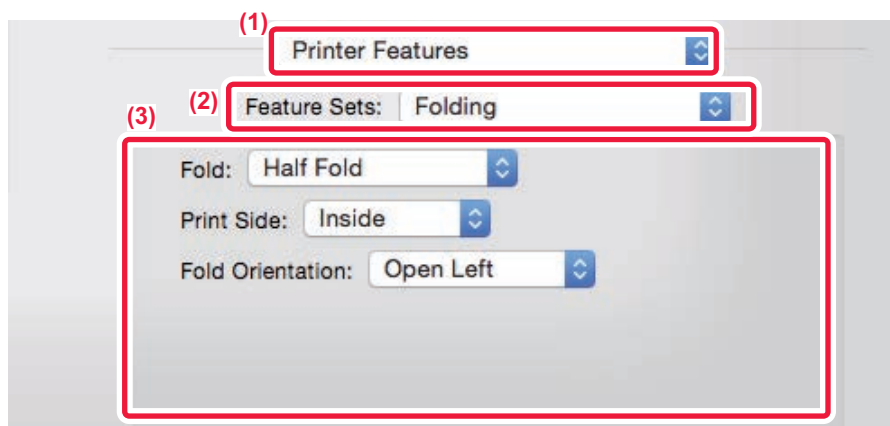 (1)
Printer Features
(2)
Feature Sets: Folding
(3)
Fold: Half Fold
Print Side: Inside
Fold Orientation: Open Left